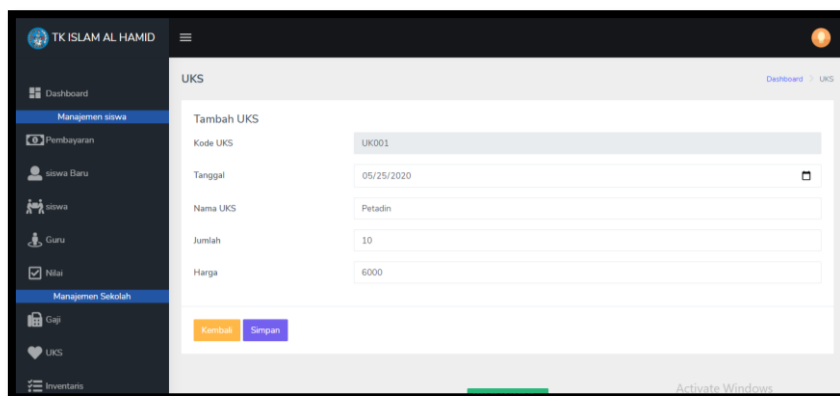 TK ISLAM AL HAMID
Dashboard
Manajemen siswa
Pembayaran
siswa Baru
siswa
Guru
Nilai
Manajemen Sekolah
Gaji
UKS
Inventaris
UKS
Dashboard > UKS
Tambah UKS
Kode UKS UK001
Tanggal 05/25/2020
Nama UKS Petadin
Jumlah 10
Harga 6000
Kembali Simpan
Activate Windows